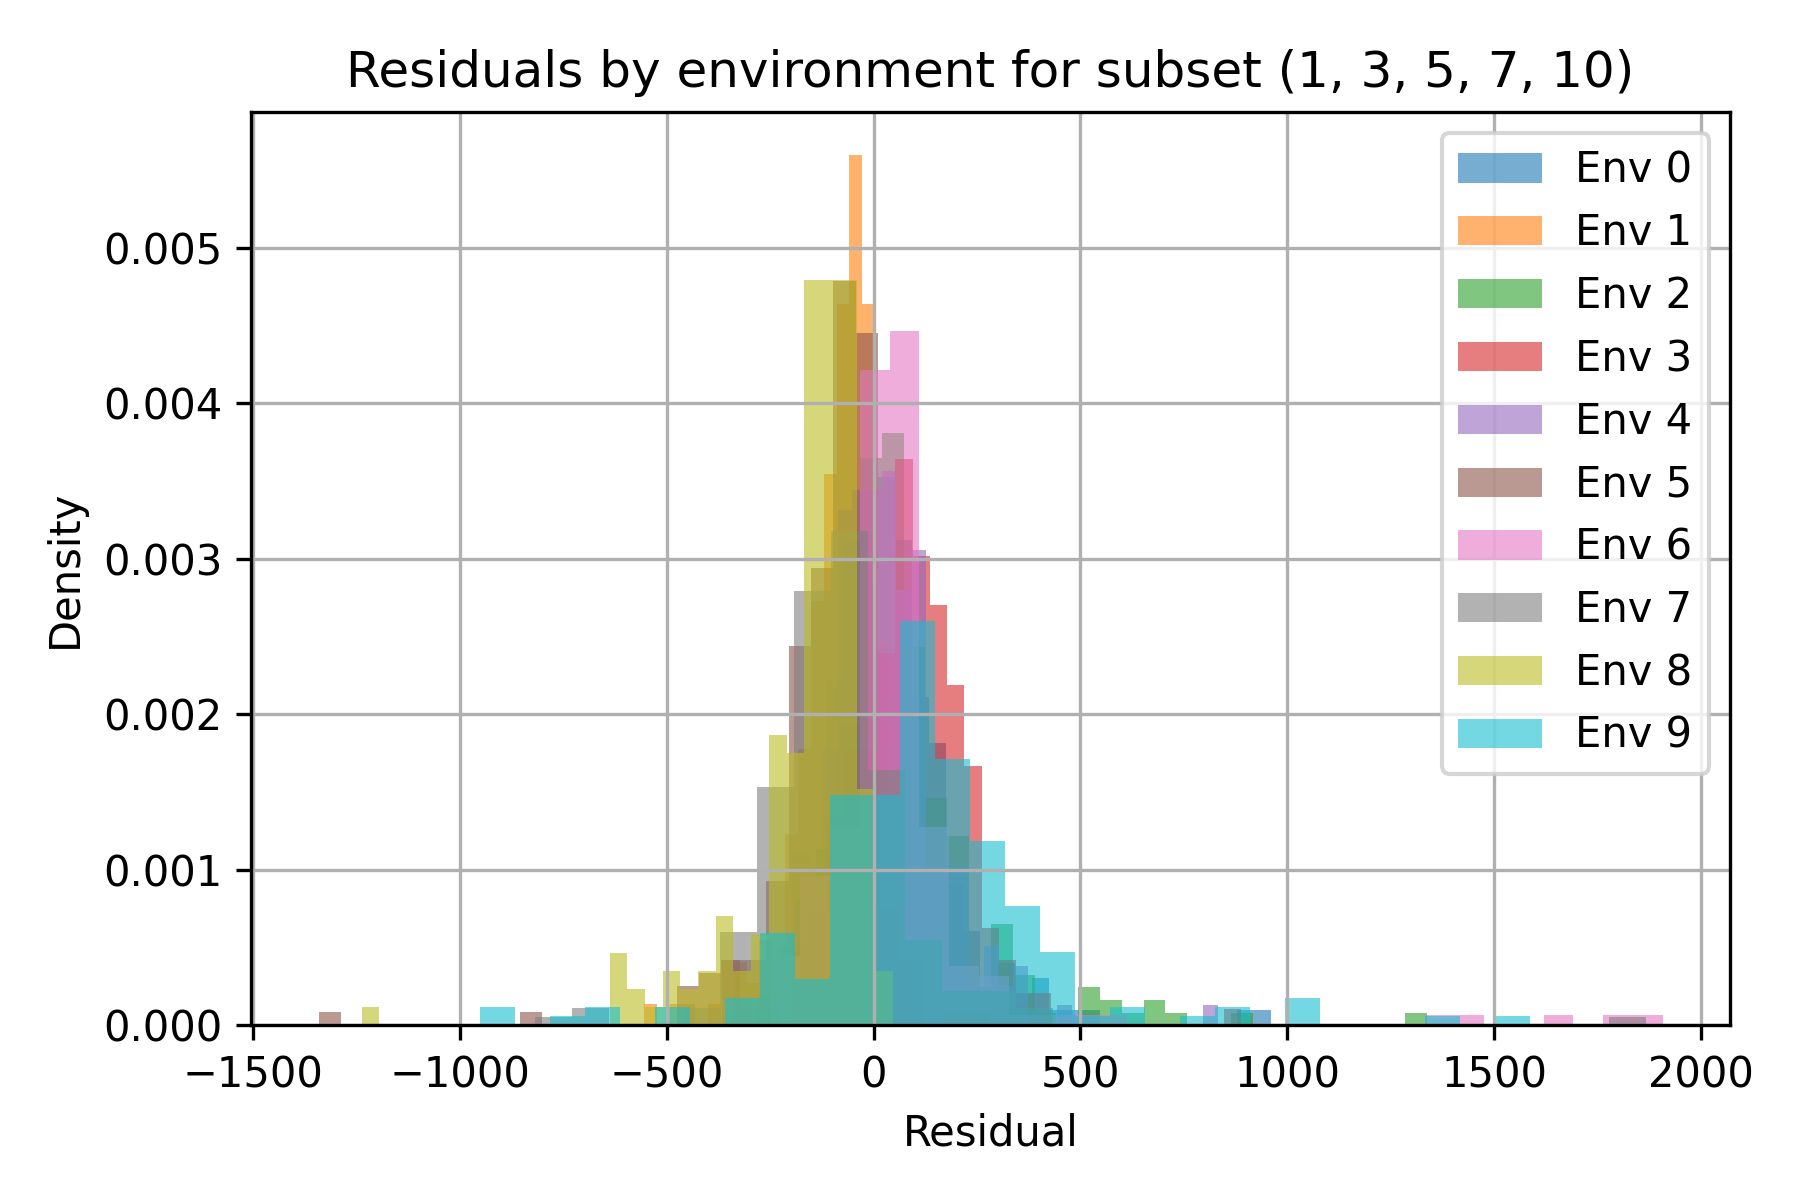 Residuals by environment for subset (1, 3, 5, 7, 10)
Env 0
Env 1
Env 2
Env 3
Env 4
Env 5
Env 6
Env 7
Env 8
Env 9
Density
0.005
0.004
0.003
0.002
0.001
0.000
−1500 −1000 −500 0 500 1000 1500 2000
Residual